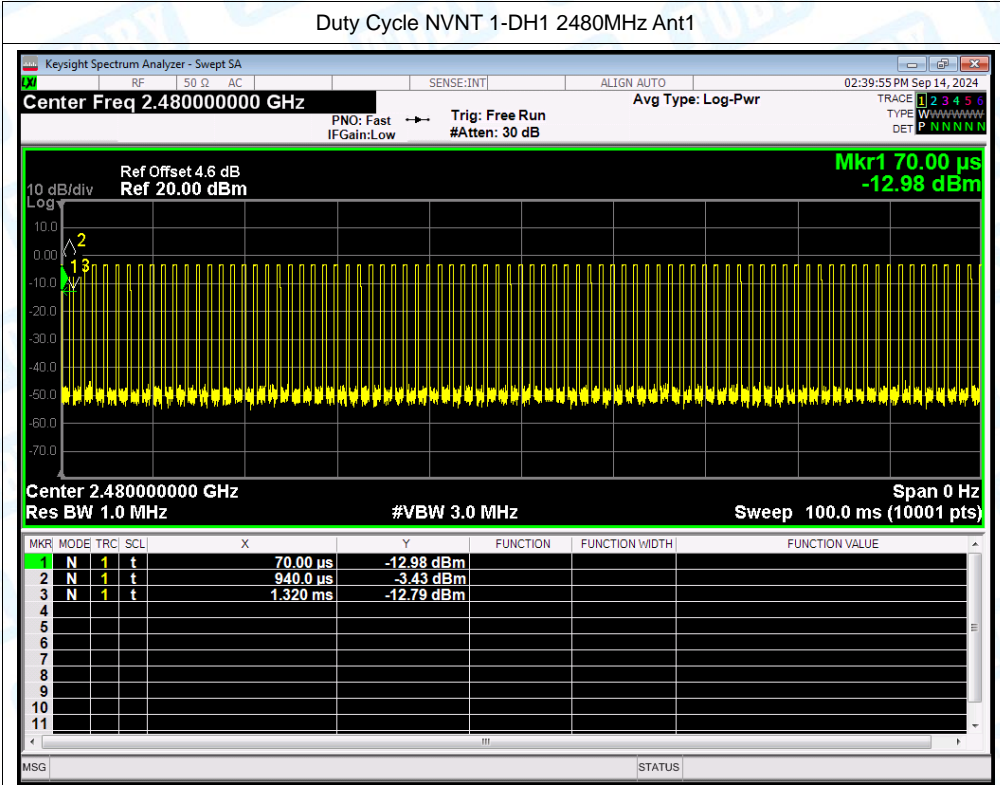 Duty Cycle NVNT 1-DH1 2480MHz Ant1
Keysight Spectrum Analyzer - Swept SA
LXI RF 50 Ω AC SENSE:INT ALIGN AUTO 02:39:55 PM Sep 14, 2024
Center Freq 2.480000000 GHz Avg Type: Log-Pwr TRACE 1 2 3 4 5 6
PNO: Fast Trig: Free Run TYPE WWWWWWW
IFGain:Low #Atten: 30 dB DET P N N N N N
Mkr1 70.00 µs
Ref Offset 4.6 dB
10 dB/div Ref 20.00 dBm -12.98 dBm
Log
10.0
2
0.00
1 3
-10.0
-20.0
-30.0
-40.0
-50.0
-60.0
-70.0
Center 2.480000000 GHz Span 0 Hz
Res BW 1.0 MHz #VBW 3.0 MHz Sweep 100.0 ms (10001 pts)
MKR MODE TRC SCL X Y FUNCTION FUNCTION WIDTH FUNCTION VALUE
1 N 1 t 70.00 µs -12.98 dBm
2 N 1 t 940.0 µs -3.43 dBm
3 N 1 t 1.320 ms -12.79 dBm
4
5
6
7
8
9
10
11
MSG STATUS